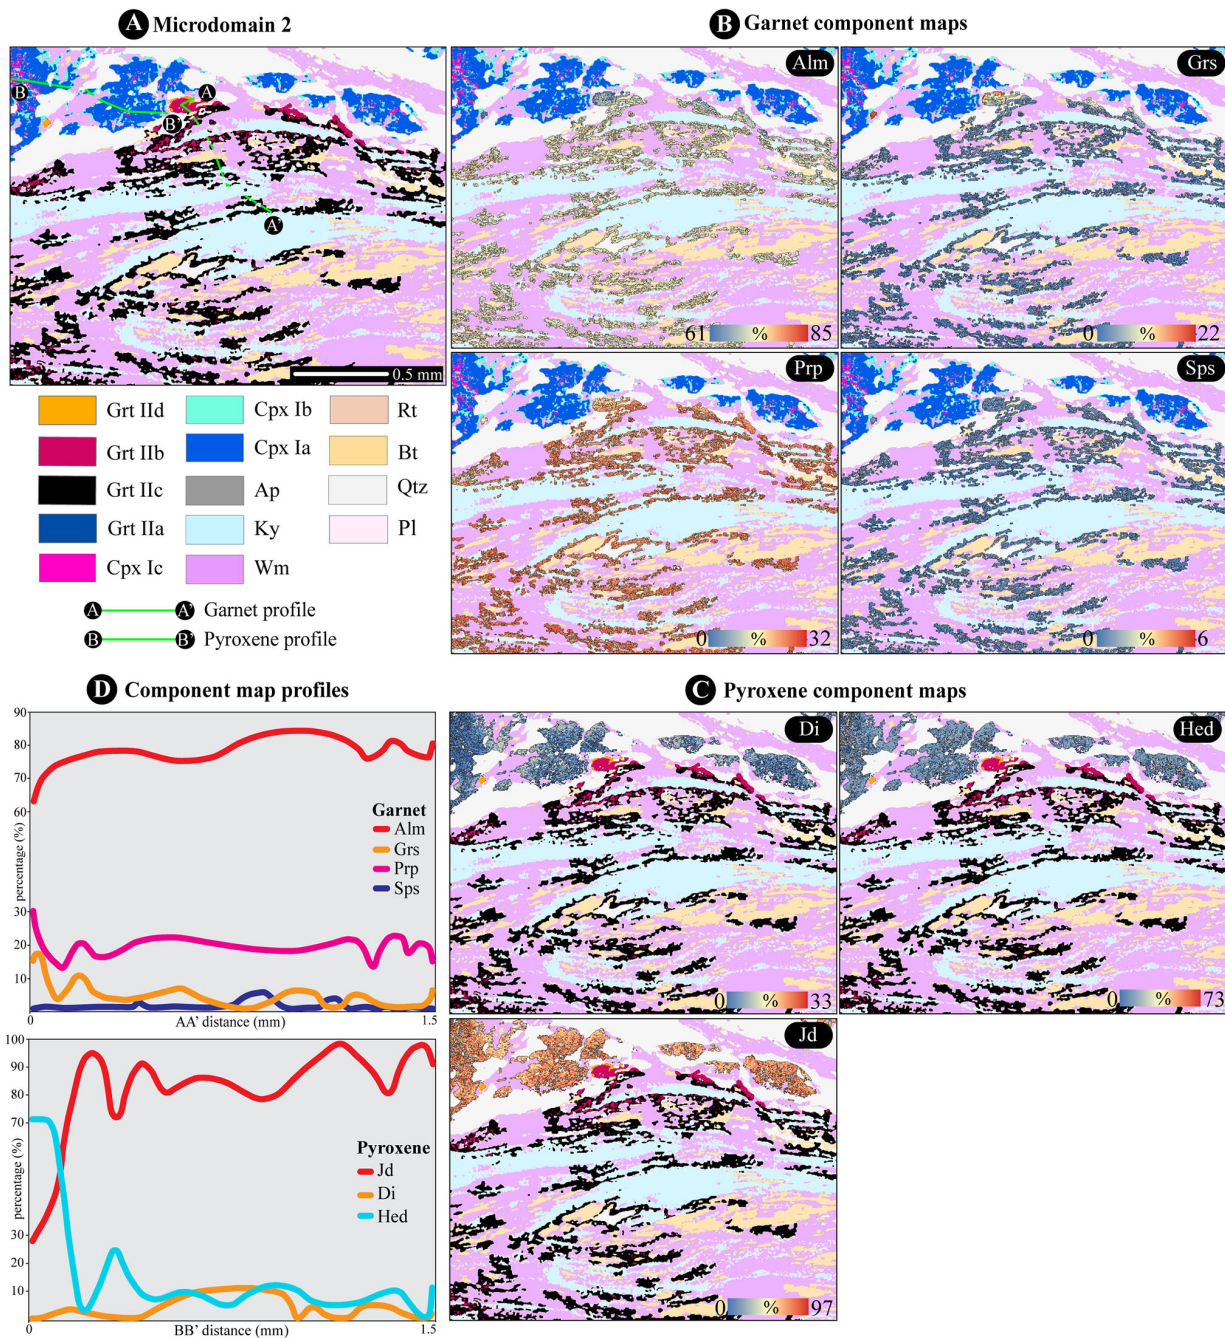 A Microdomain 2
B
A
B'
A'
0.5 mm
Grt IId
Grt IIb
Grt IIc
Grt IIa
Cpx Ic
Cpx Ib
Cpx Ia
Ap
Ky
Wm
Rt
Bt
Qtz
Pl
A A' Garnet profile
B B' Pyroxene profile
B Garnet component maps
Alm
61 % 85
Grs
0 % 22
Prp
0 % 32
Sps
0 % 6
D Component map profiles
90
80
70
60
percentage (%)
30
20
10
0
AA' distance (mm)
1.5
Garnet
Alm
Grs
Prp
Sps
100
90
80
70
percentage (%)
30
20
10
0
BB' distance (mm)
1.5
Pyroxene
Jd
Di
Hed
C Pyroxene component maps
Di
0 % 33
Hed
0 % 73
Jd
0 % 97